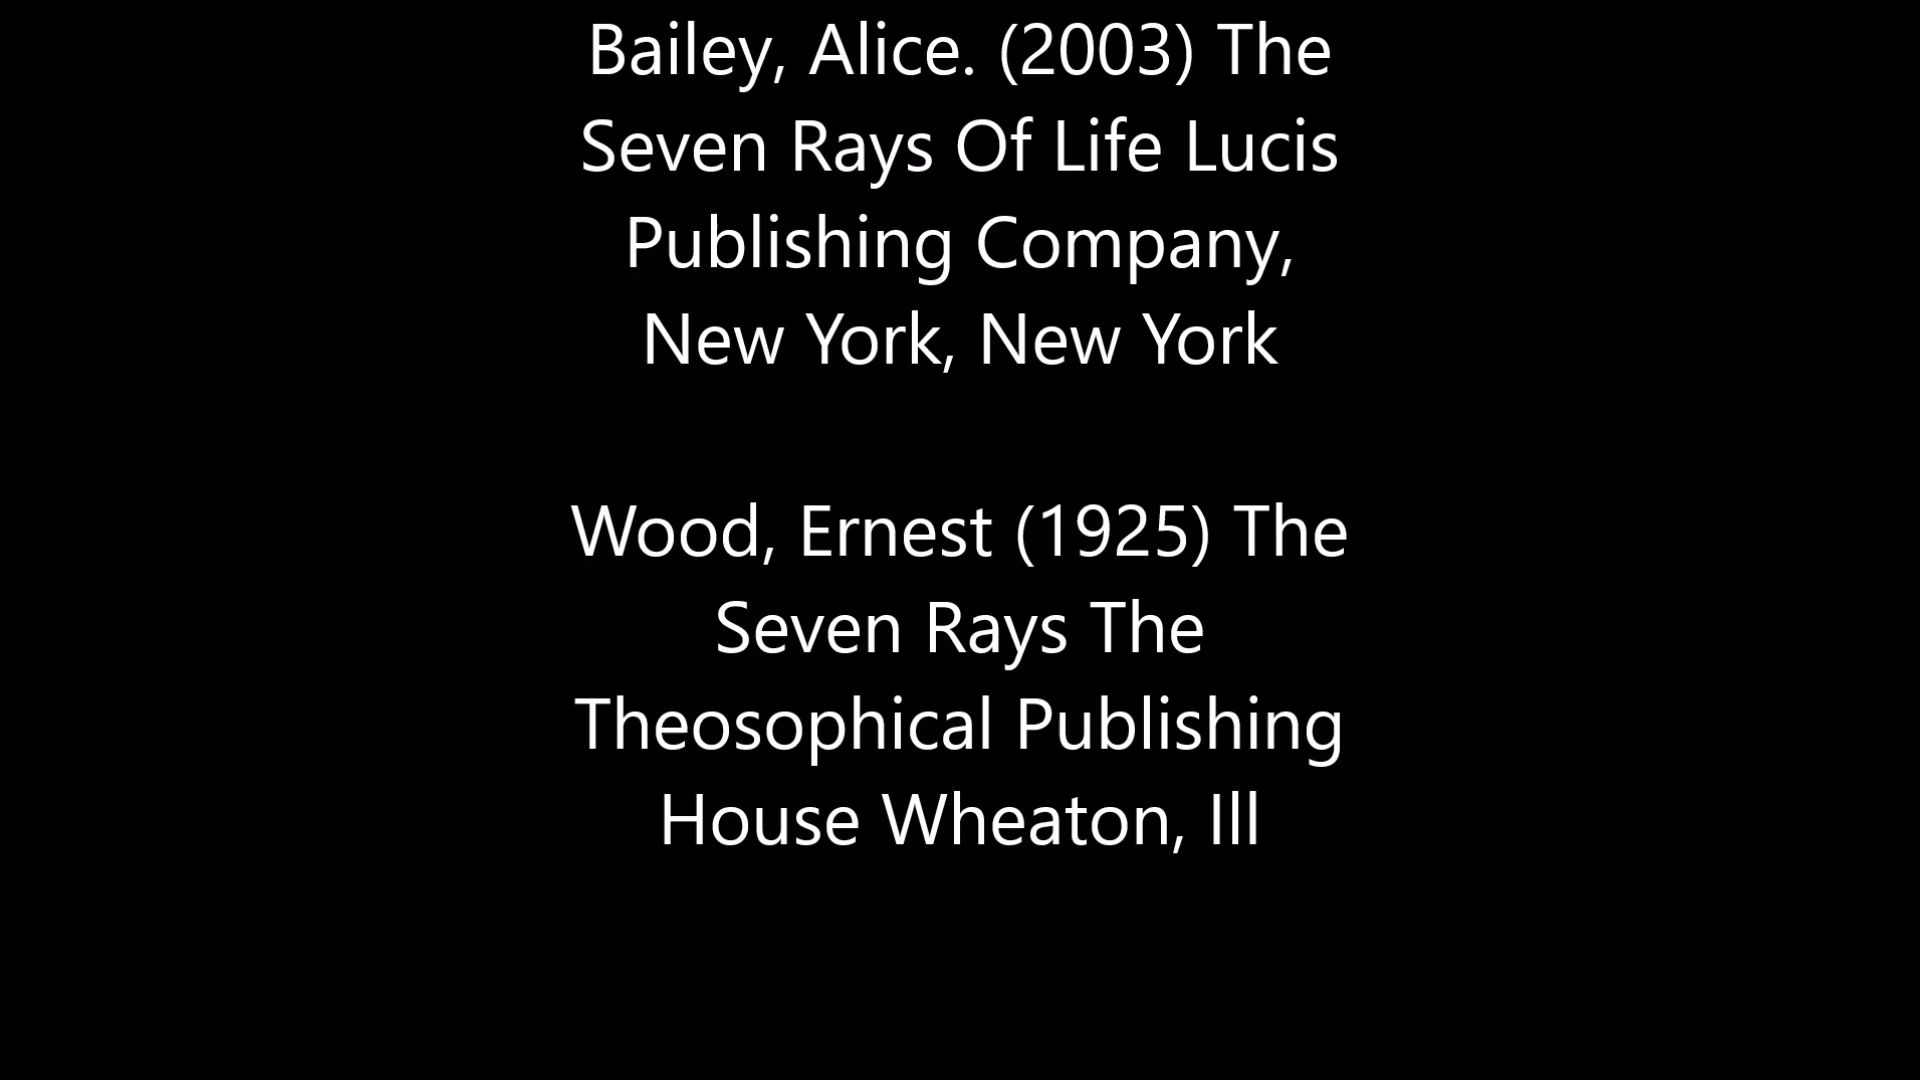 Bailey, Alice. (2003) The
Seven Rays Of Life Lucis
Publishing Company,
New York, New York
Wood, Ernest (1925) The
Seven Rays The
Theosophical Publishing
House Wheaton, Ill